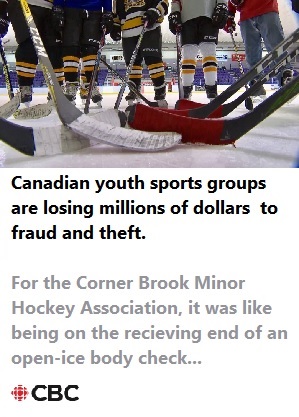 Canadian youth sports groups
are losing millions of dollars to
fraud and theft.
For the Corner Brook Minor
Hockey Association, it was like
being on the recieving end of an
open-ice body check...
CBC